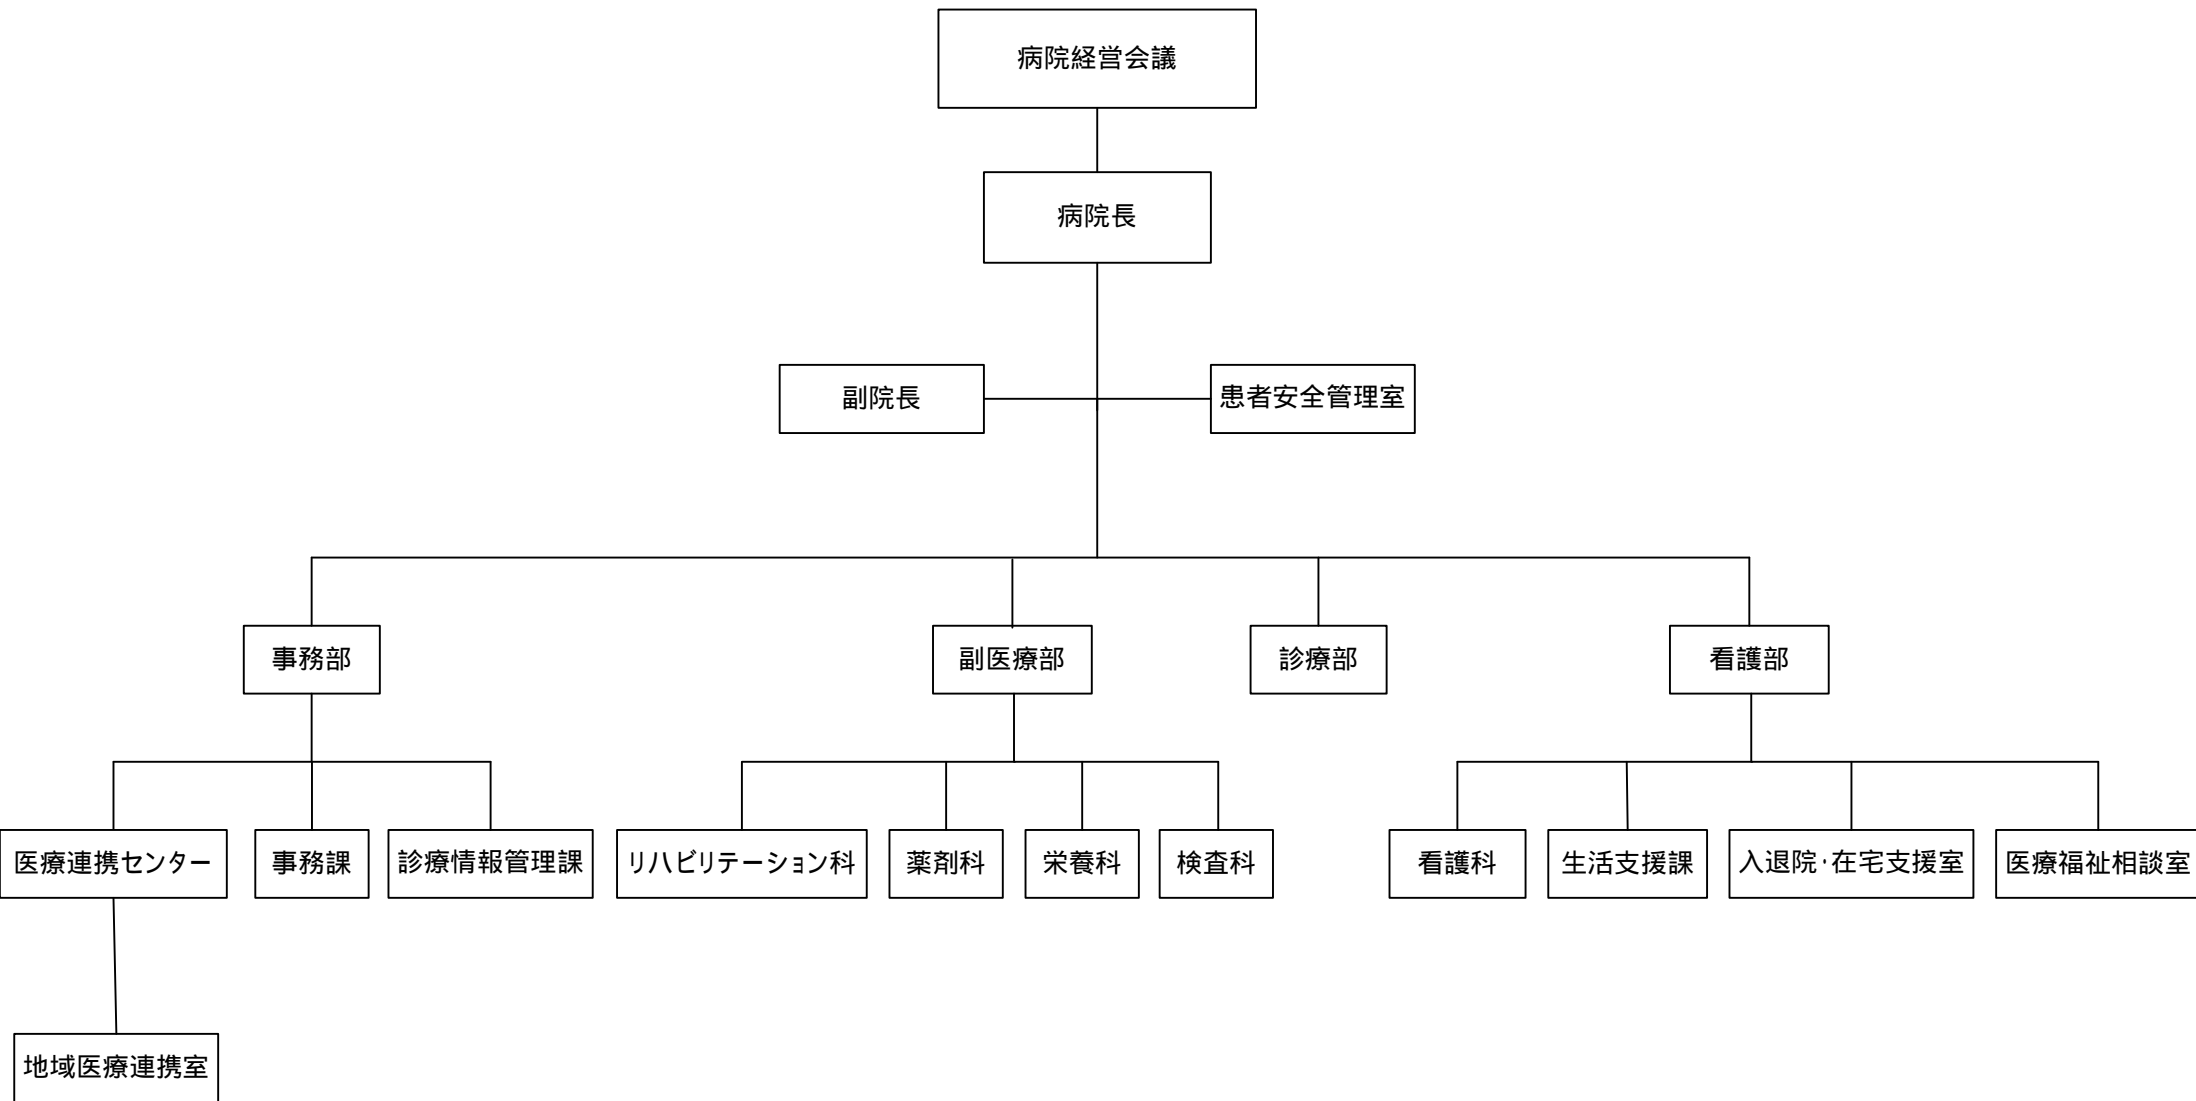 病院経営会議
病院長
副院長
患者安全管理室
事務部
副医療部
診療部
看護部
医療連携センター
事務課
診療情報管理課
リハビリテーション科
薬剤科
栄養科
検査科
看護科
生活支援課
入退院·在宅支援室
医療福祉相談室
地域医療連携室